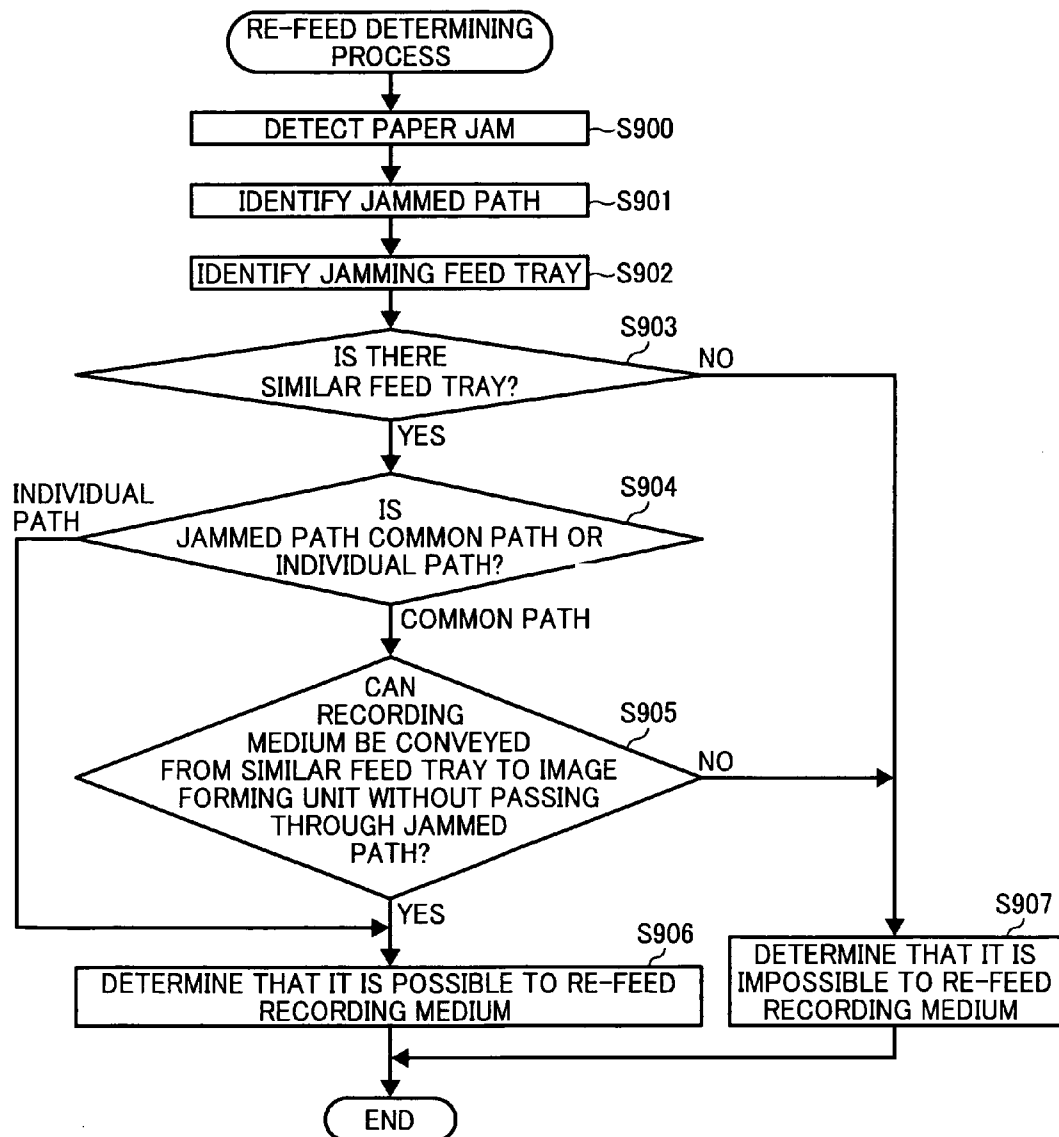 RE-FEED DETERMINING
PROCESS
DETECT PAPER JAM
S900
IDENTIFY JAMMED PATH
S901
IDENTIFY JAMMING FEED TRAY
S902
S903
IS THERE
SIMILAR FEED TRAY?
NO
YES
INDIVIDUAL
PATH
S904
IS
JAMMED PATH COMMON PATH OR
INDIVIDUAL PATH?
COMMON PATH
CAN
RECORDING
MEDIUM BE CONVEYED
FROM SIMILAR FEED TRAY TO IMAGE
FORMING UNIT WITHOUT PASSING
THROUGH JAMMED
PATH?
S905
NO
YES
S906
DETERMINE THAT IT IS POSSIBLE TO RE-FEED
RECORDING MEDIUM
S907
DETERMINE THAT IT IS
IMPOSSIBLE TO RE-FEED
RECORDING MEDIUM
END